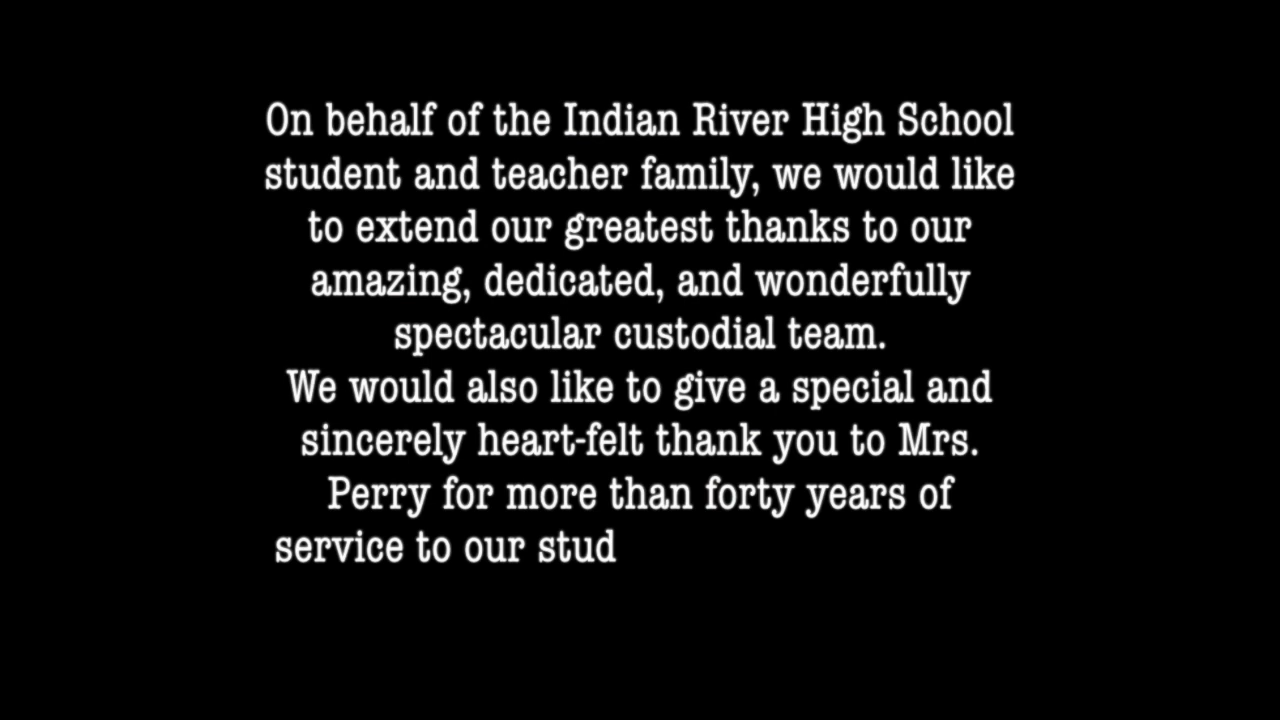 On behalf of the Indian River High School
student and teacher family, we would like
to extend our greatest thanks to our
amazing, dedicated, and wonderfully
spectacular custodial team.
We would also like to give a special and
sincerely heart-felt thank you to Mrs.
Perry for more than forty years of
service to our stud